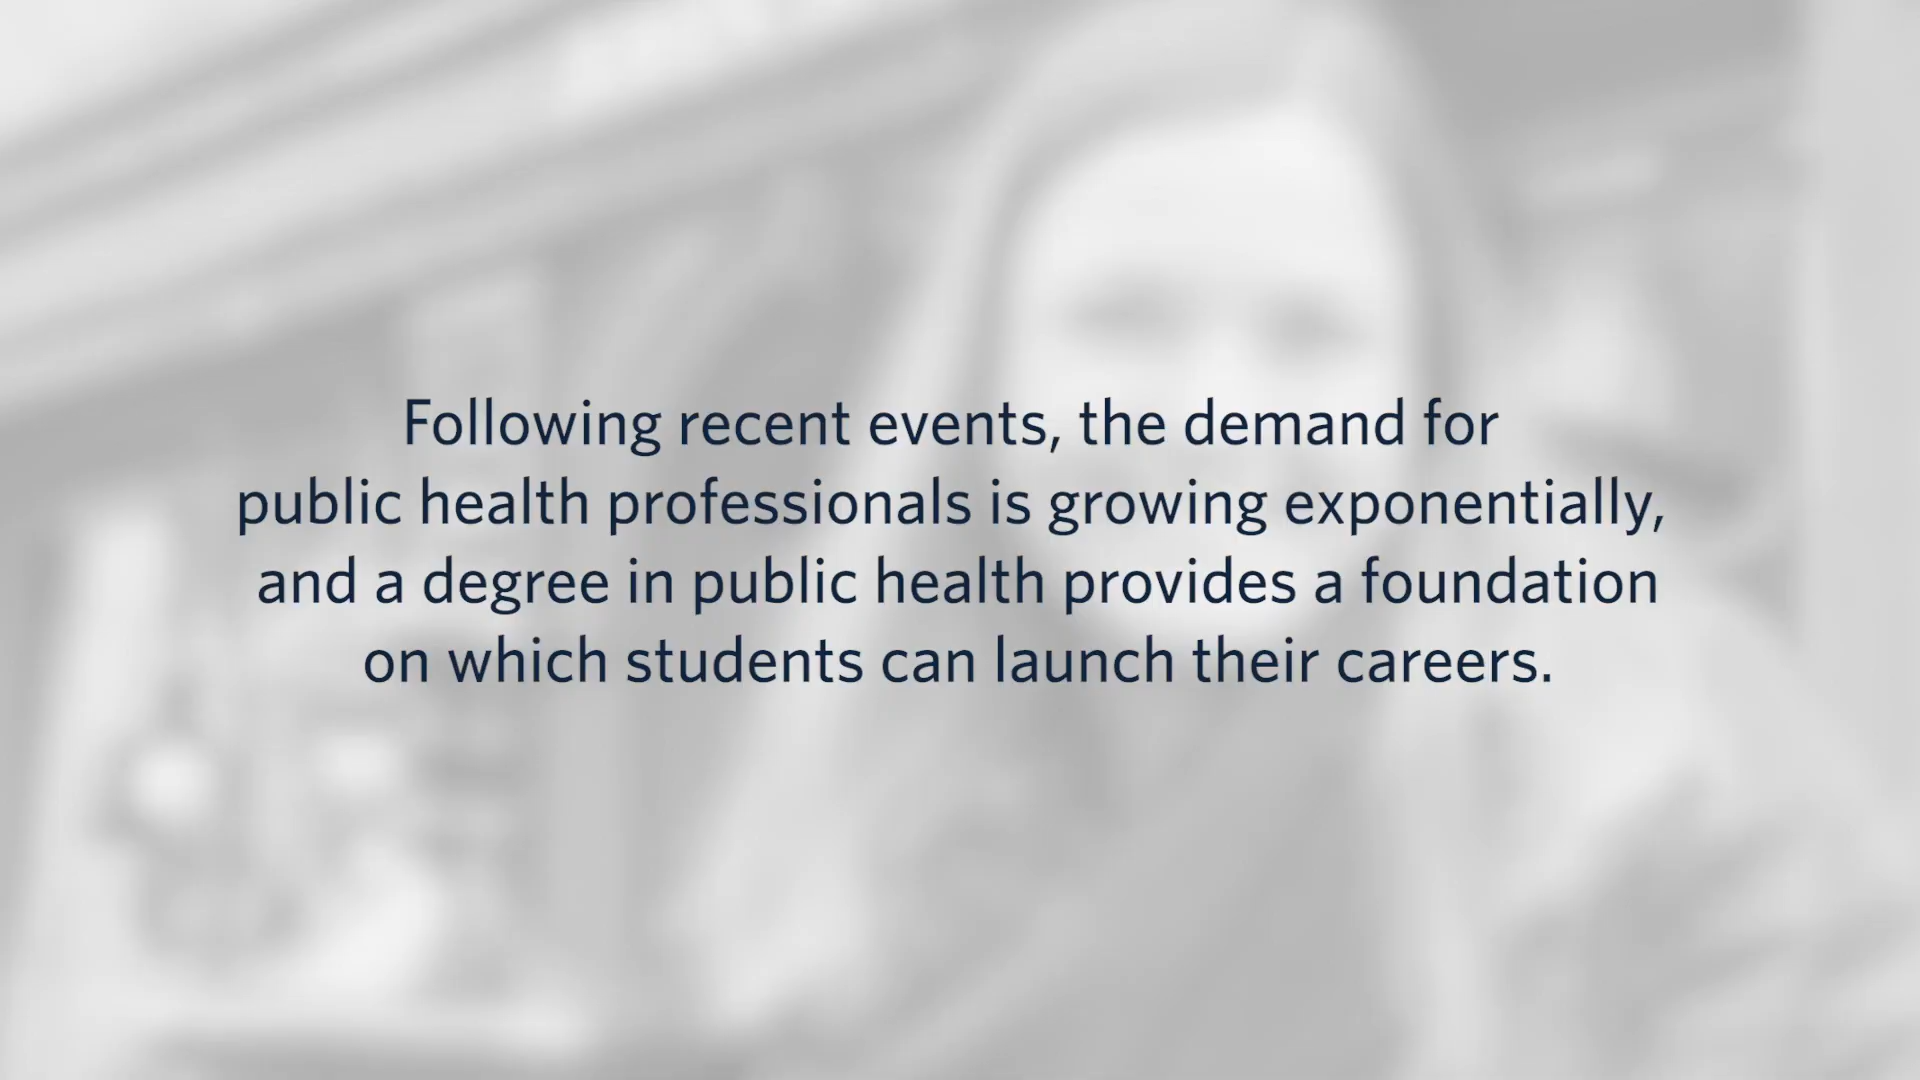 Following recent events, the demand for
public health professionals is growing exponentially,
and a degree in public health provides a foundation
on which students can launch their careers.